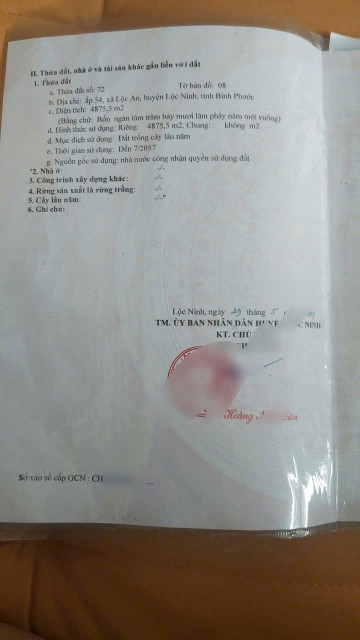 II. Thửa đất, nhà ở và tài sản khác gắn liền với đất
1. Thửa đất
a. Thửa đất số: 72 Tờ bản đồ: 08
b. Địa chỉ: ấp 54, xã Lộc An, huyện Lộc Ninh, tỉnh Bình Phước
c. Diện tích: 4875,5 m2
(Bằng chữ: Bốn ngàn tám trăm bảy mươi lăm phẩy năm mét vuông)
d. Hình thức sử dụng: Riêng: 4875,5 m2, Chung: không m2
đ. Mục đích sử dụng: Đất trồng cây lâu năm
e. Thời gian sử dụng: Đến 7/2057
g. Nguồn gốc sử dụng: nhà nước công nhận quyền sử dụng đất
"2. Nhà ở: -/-
3. Công trình xây dựng khác: -/-
4. Rừng sản xuất là rừng trồng: -/-
5. Cây lâu năm: -/-"
6. Ghi chú:
Lộc Ninh, ngày 29 tháng 5
TM. ỦY BAN NHÂN DÂN NINH
KT. CHỦ
Hoàng
Số vào sổ cấp GCN : CH